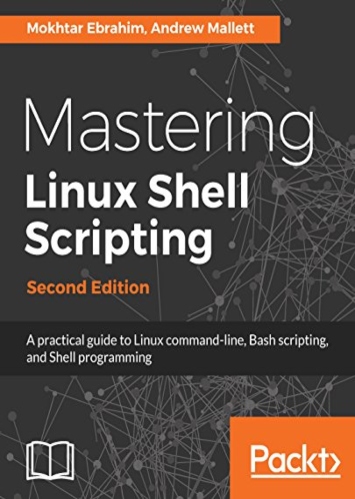 Mokhtar Ebrahim, Andrew Mallett
Mastering
Linux Shell
Scripting
Second Edition
A practical guide to Linux command-line, Bash scripting,
and Shell programming
Packt>